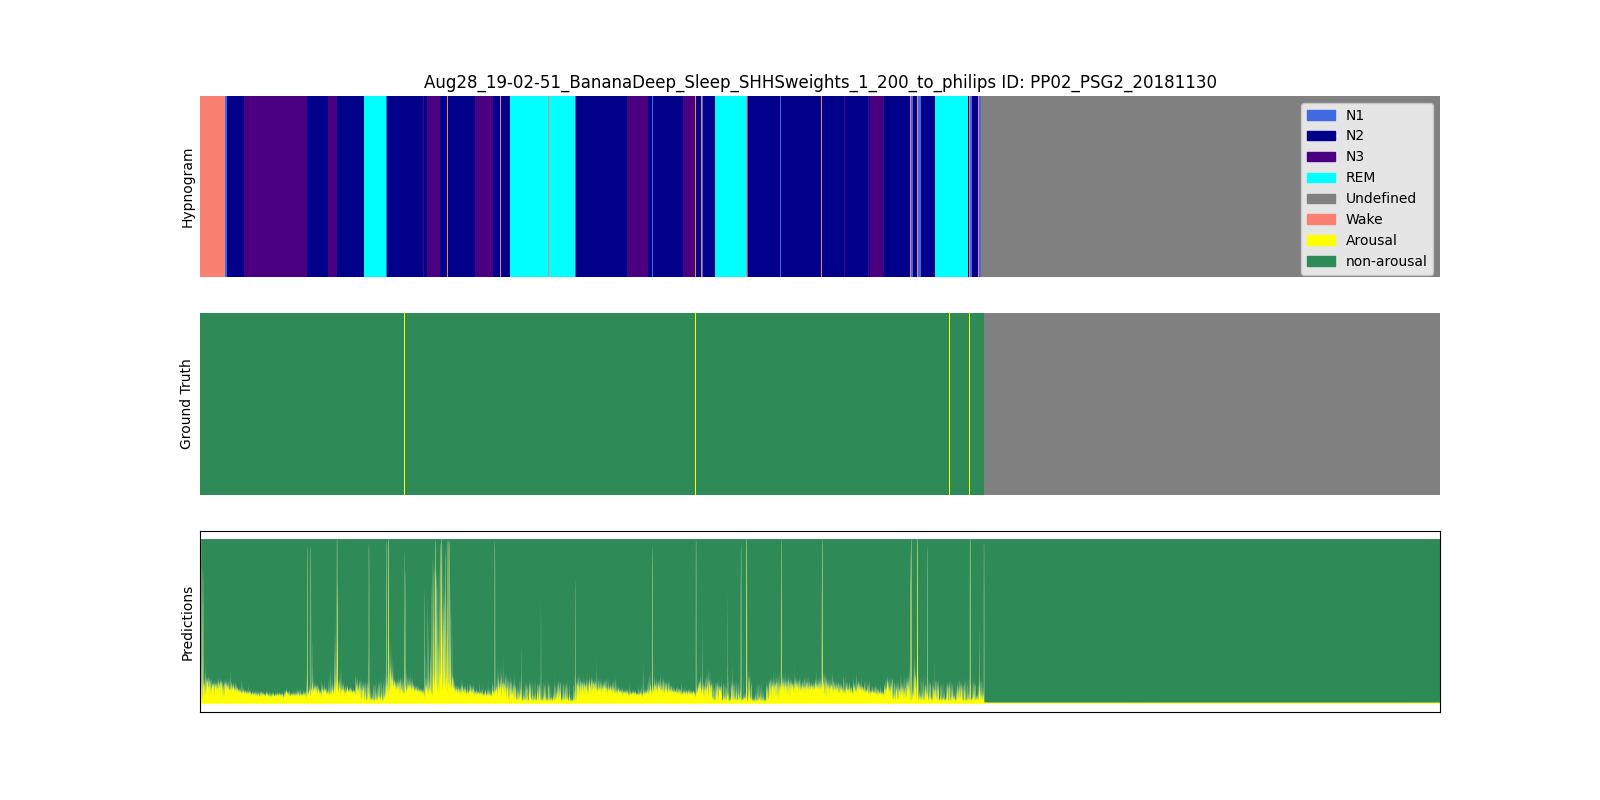 Aug28_19-02-51_BananaDeep_Sleep_SHHSweights_1_200_to_philips ID: PP02_PSG2_20181130
Hypnogram
N1
N2
N3
REM
Undefined
Wake
Arousal
non-arousal
Ground Truth
Predictions